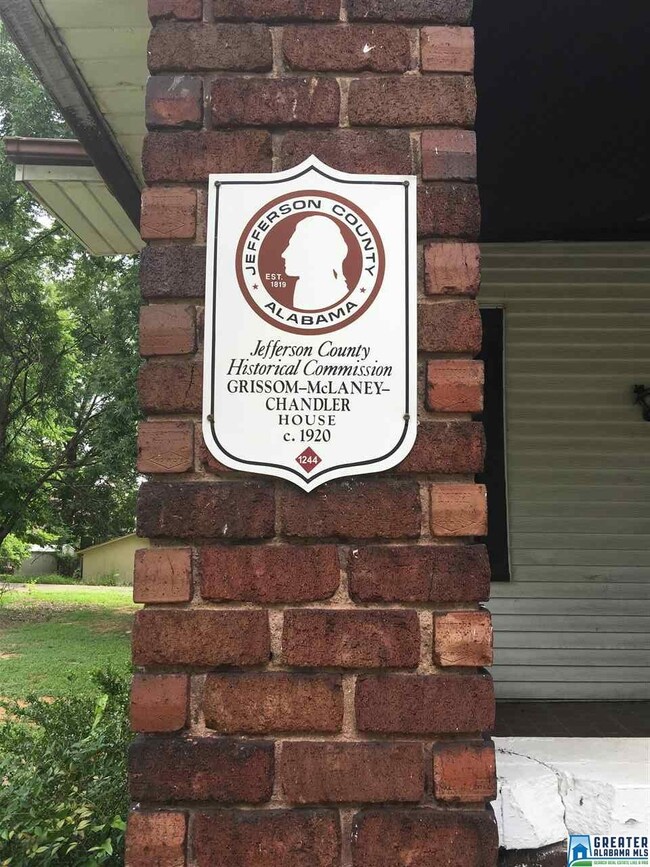 JEFFERSON COUNTY
EST.
1819
ALABAMA
Jefferson County
Historical Commission
GRISSOM–McLANEY–
CHANDLER
HOUSE
c. 1920
1244
GREATER
ALABAMA MLS